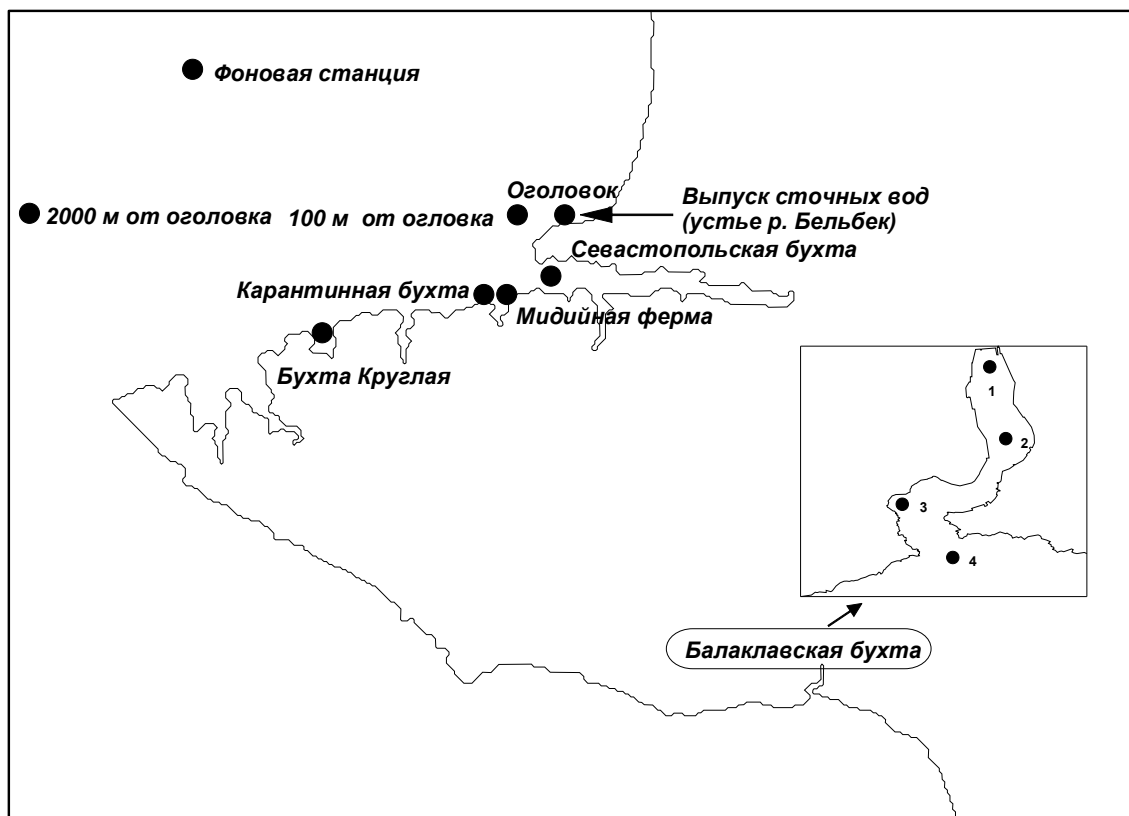 Фоновая станция
Оголовок
Выпуск сточных вод
(устье р. Бельбек)
2000 м от оголовка
100 м от огловка
Севастопольская бухта
Карантинная бухта
Мидийная ферма
Бухта Круглая
1
2
3
4
Балаклавская бухта